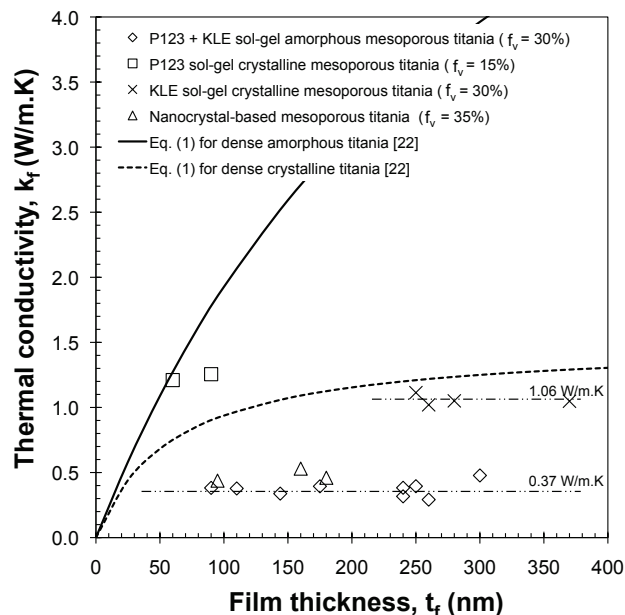 4.0
3.5
3.0
2.5
2.0
1.5
1.0
0.5
0.0
Thermal conductivity, k_f (W/m.K)
P123 + KLE sol-gel amorphous mesoporous titania ( f_v = 30%)
P123 sol-gel crystalline mesoporous titania ( f_v = 15%)
KLE sol-gel crystalline mesoporous titania ( f_v = 30%)
Nanocrystal-based mesoporous titania ( f_v = 35%)
Eq. (1) for dense amorphous titania [22]
Eq. (1) for dense crystalline titania [22]
1.06 W/m.K
0.37 W/m.K
0 50 100 150 200 250 300 350 400
Film thickness, t_f (nm)